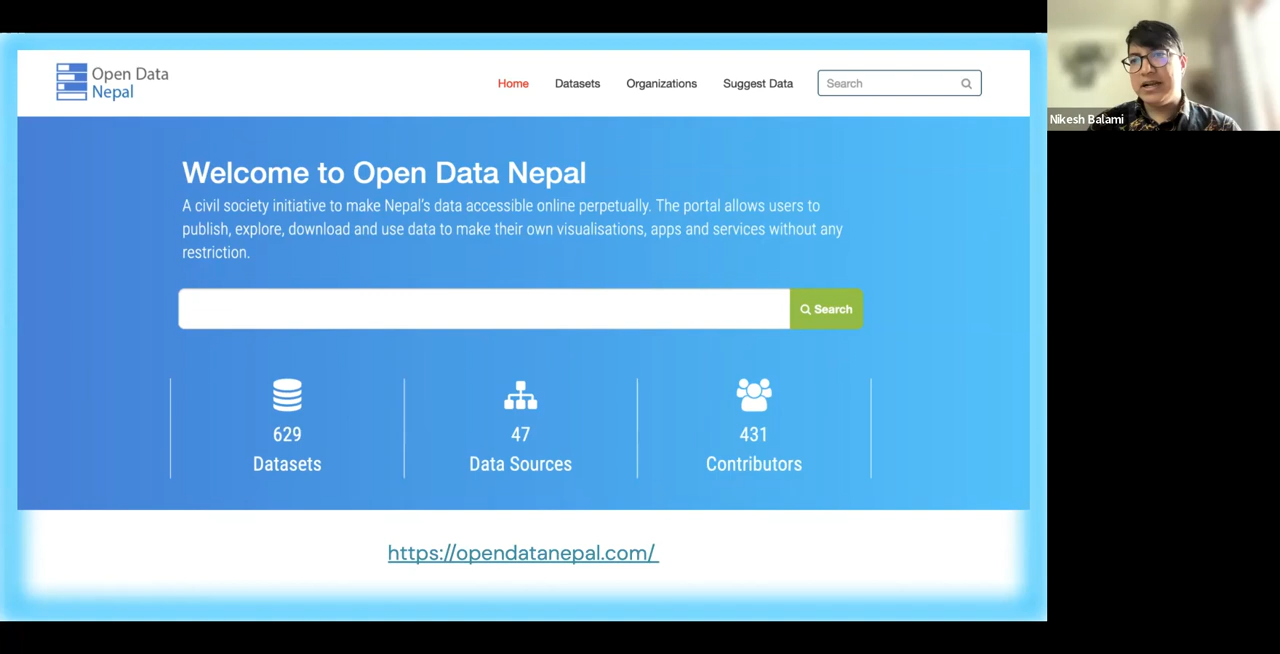 Open Data
Nepal
Home Datasets Organizations Suggest Data Search
Nikesh Balami
Welcome to Open Data Nepal
A civil society initiative to make Nepal's data accessible online perpetually. The portal allows users to
publish, explore, download and use data to make their own visualisations, apps and services without any
restriction.
Search
629 47 431
Datasets Data Sources Contributors
https://opendatanepal.com/